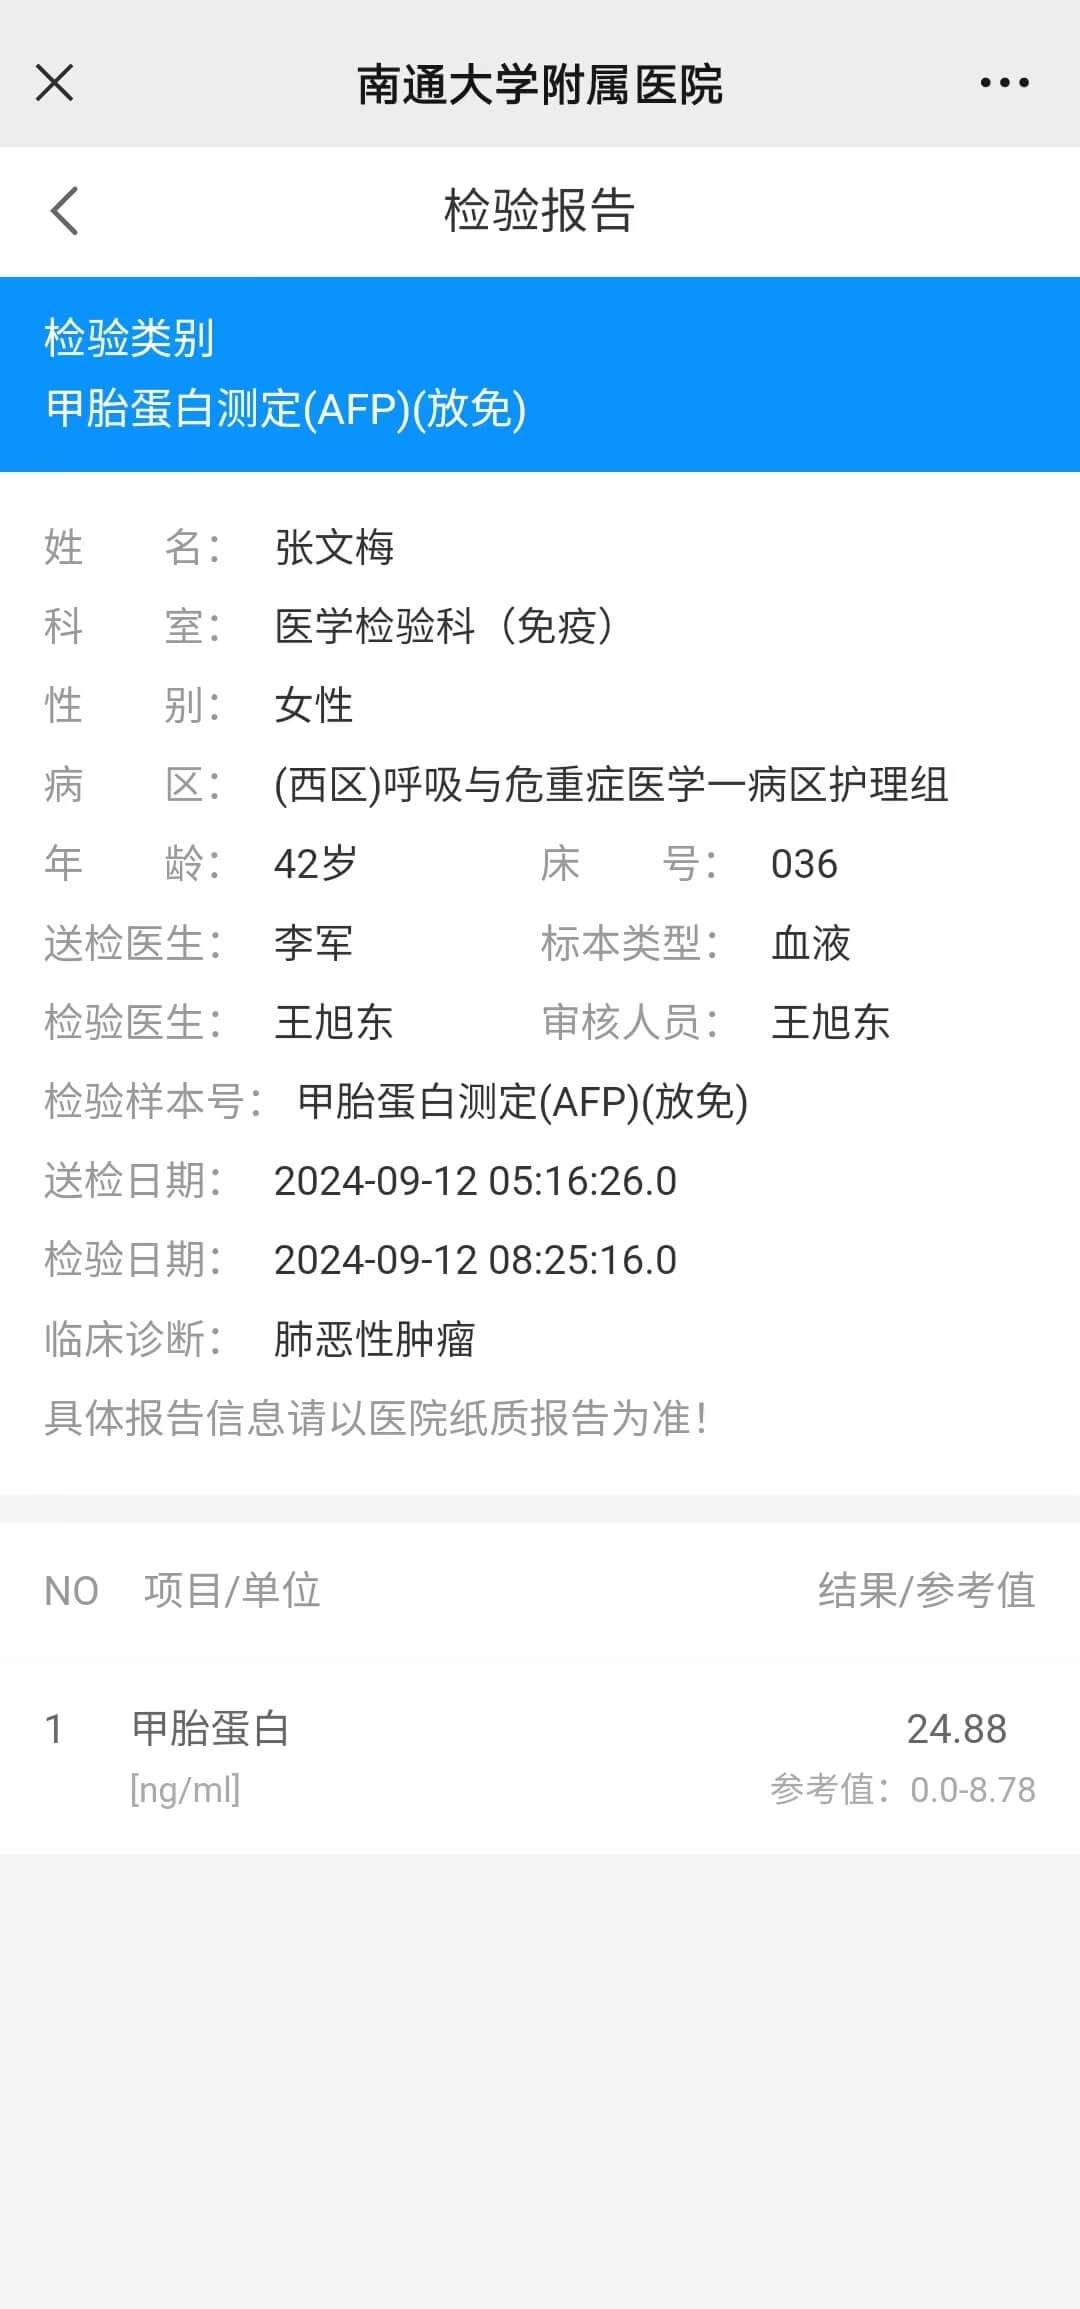 南通大学附属医院
检验报告
检验类别
甲胎蛋白测定(AFP)(放免)
姓名： 张文梅
科室： 医学检验科（免疫）
性别： 女性
病区： (西区)呼吸与危重症医学一病区护理组
年龄： 42岁 床号： 036
送检医生： 李军 标本类型： 血液
检验医生： 王旭东 审核人员： 王旭东
检验样本号： 甲胎蛋白测定(AFP)(放免)
送检日期： 2024-09-12 05:16:26.0
检验日期： 2024-09-12 08:25:16.0
临床诊断： 肺恶性肿瘤
具体报告信息请以医院纸质报告为准！
NO 项目/单位 结果/参考值
1 甲胎蛋白 24.88
[ng/ml] 参考值：0.0-8.78